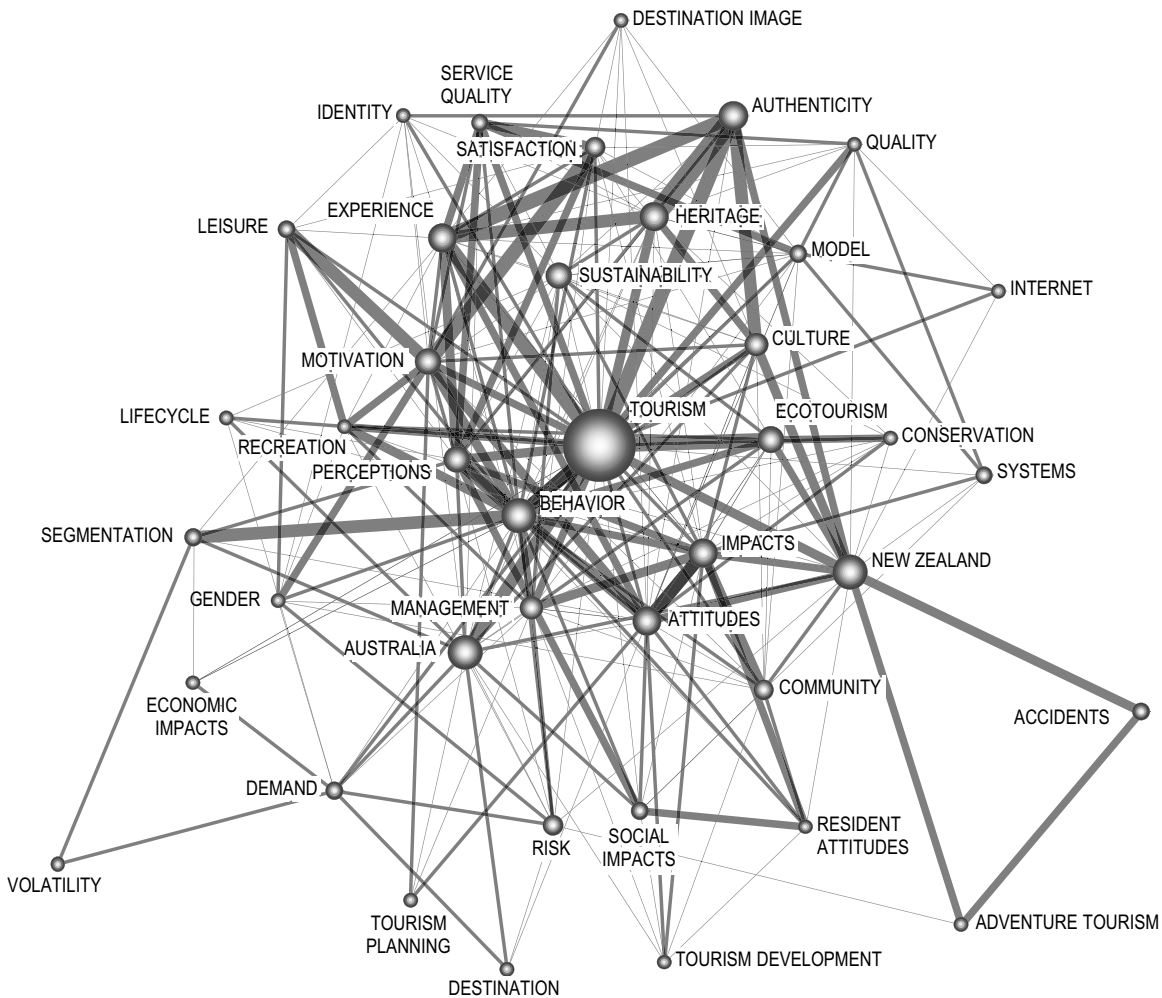 DESTINATION IMAGE
SERVICE
QUALITY
IDENTITY
AUTHENTICITY
SATISFACTION
QUALITY
EXPERIENCE
HERITAGE
LEISURE
MODEL
SUSTAINABILITY
INTERNET
CULTURE
MOTIVATION
TOURISM
ECOTOURISM
LIFECYCLE
CONSERVATION
RECREATION
PERCEPTIONS
SYSTEMS
BEHAVIOR
SEGMENTATION
IMPACTS
NEW ZEALAND
GENDER
MANAGEMENT
ATTITUDES
AUSTRALIA
COMMUNITY
ECONOMIC
IMPACTS
ACCIDENTS
DEMAND
RISK
SOCIAL
IMPACTS
RESIDENT
ATTITUDES
VOLATILITY
TOURISM
PLANNING
ADVENTURE TOURISM
TOURISM DEVELOPMENT
DESTINATION